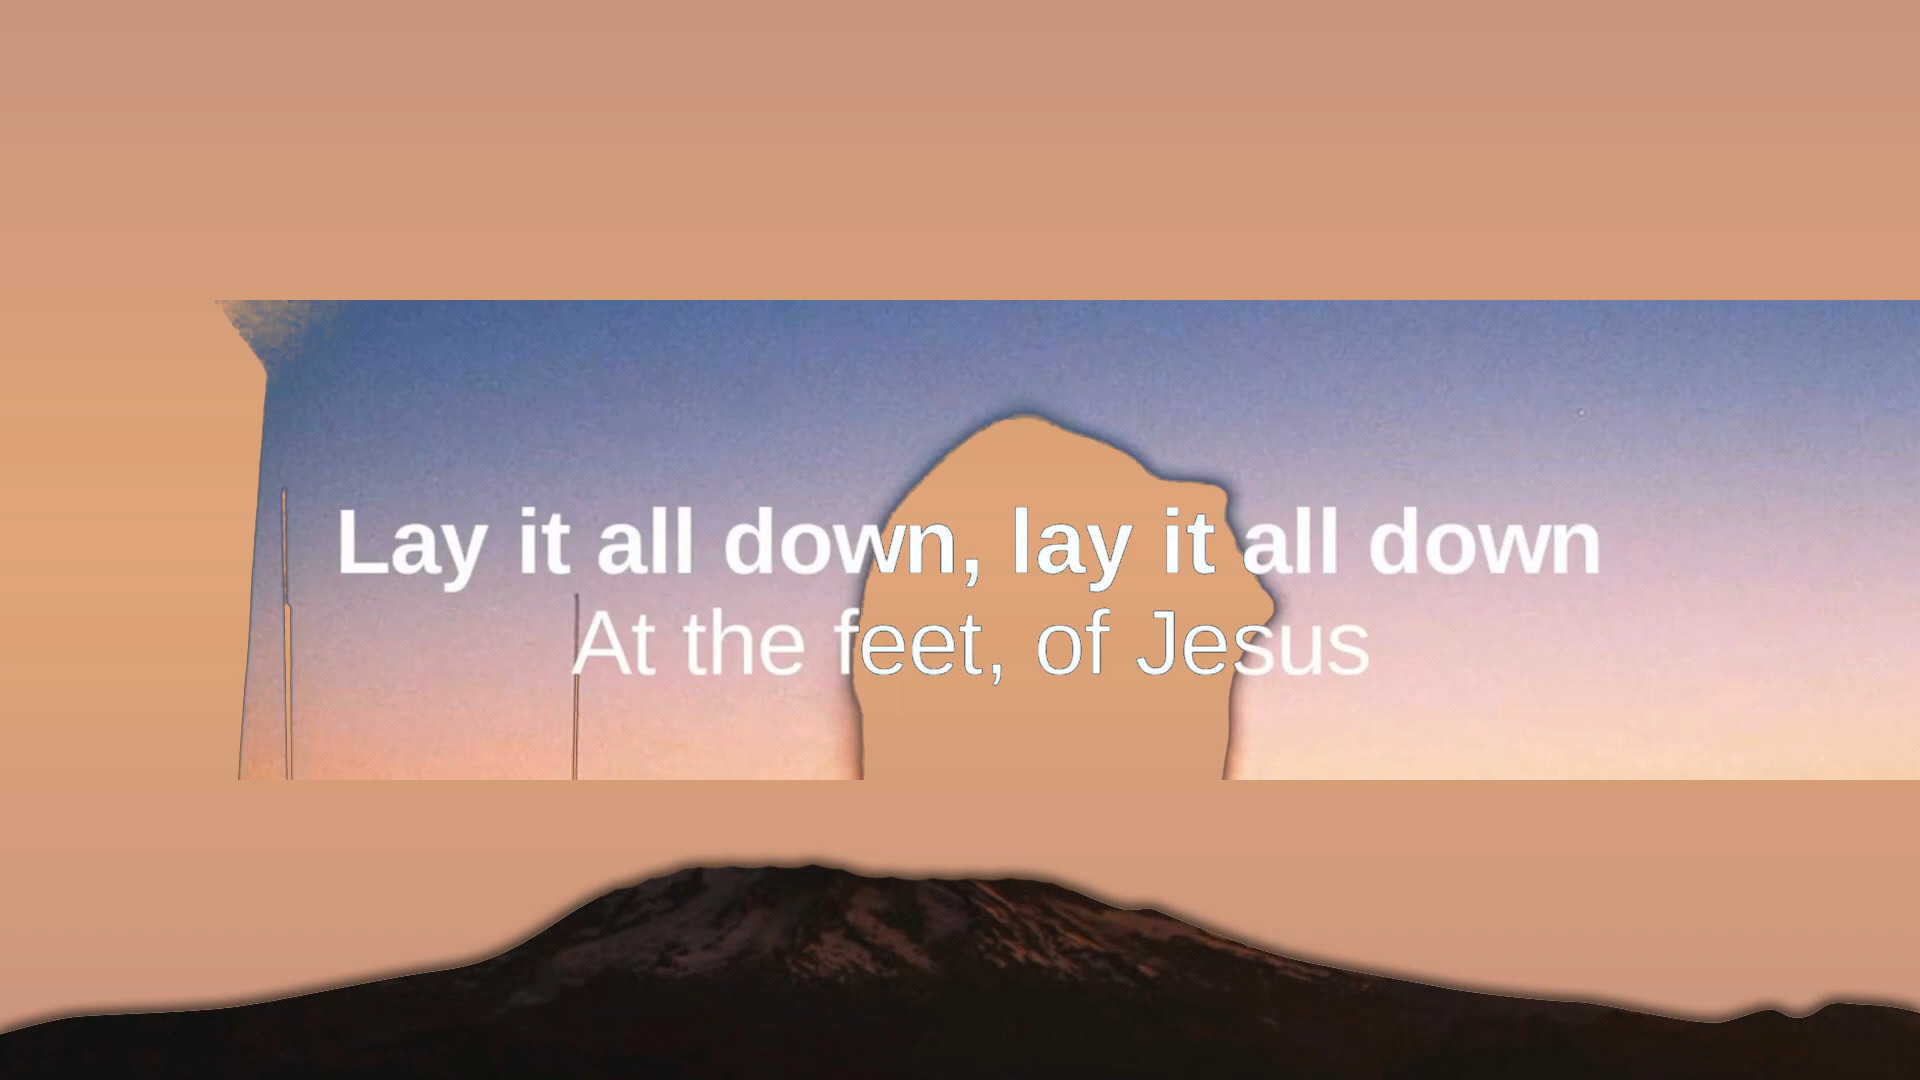 Lay it all down, lay it all down
At the feet, of Jesus